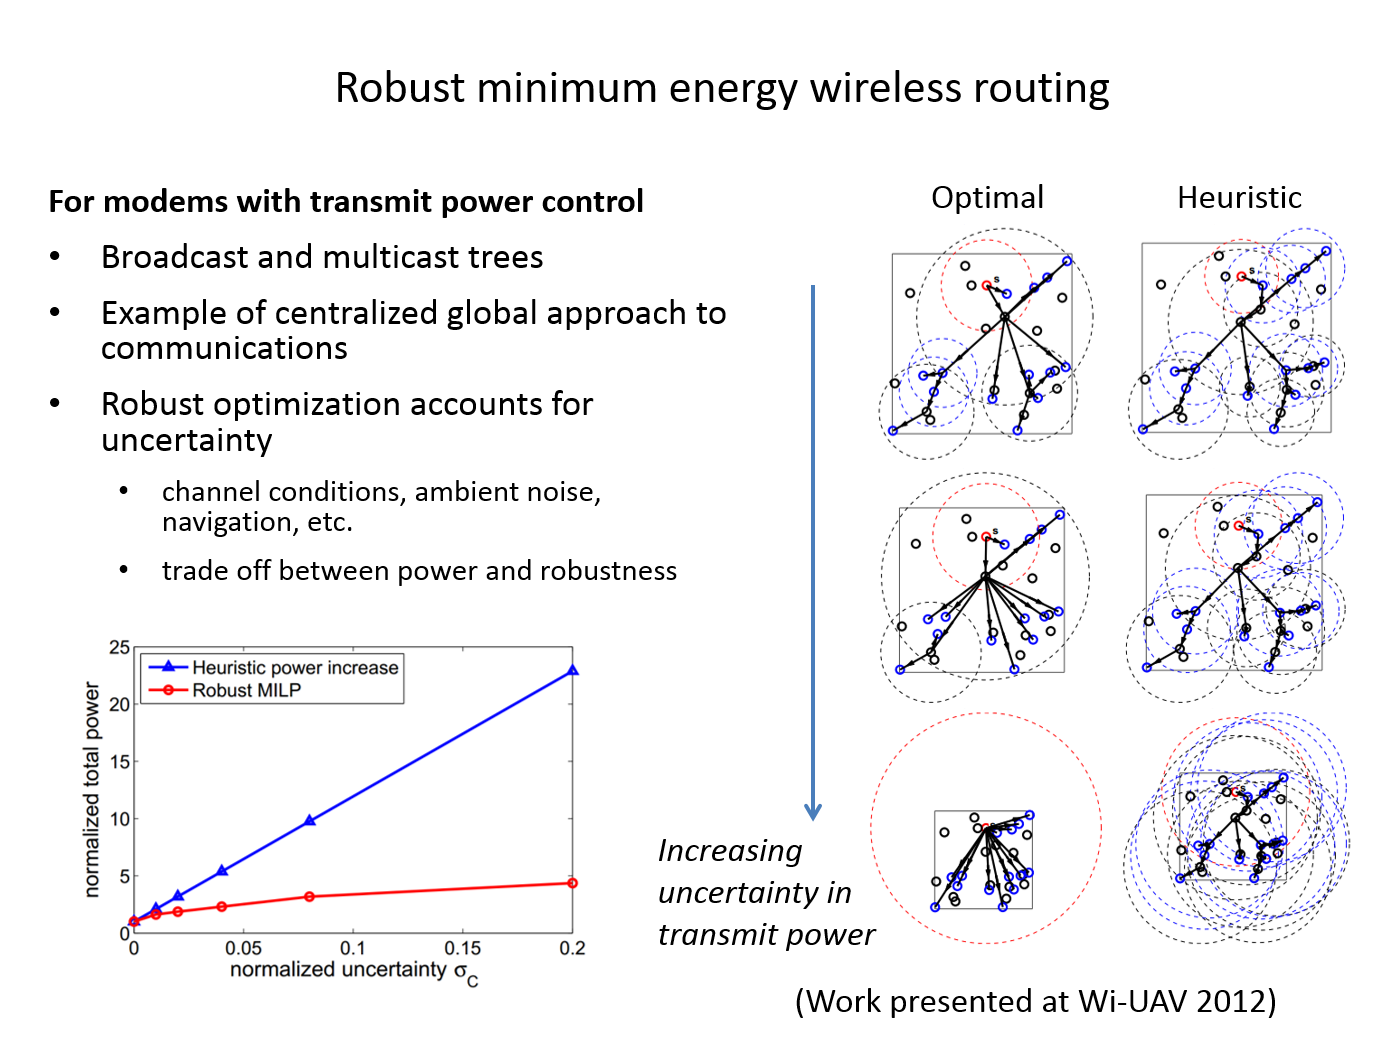 Robust minimum energy wireless routing
For modems with transmit power control
• Broadcast and multicast trees
• Example of centralized global approach to
communications
• Robust optimization accounts for
uncertainty
• channel conditions, ambient noise,
navigation, etc.
• trade off between power and robustness
25
20
15
10
5
0
normalized total power
Heuristic power increase
Robust MILP
0 0.05 0.1 0.15 0.2
normalized uncertainty σC
Optimal Heuristic
s s
s s
s s
Increasing
uncertainty in
transmit power
(Work presented at Wi-UAV 2012)